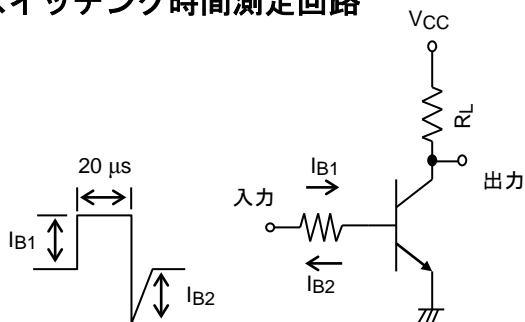 スイッチング時間測定回路
VCC
RL
20 μs
IB1
出力
入力
IB1
IB2
IB2